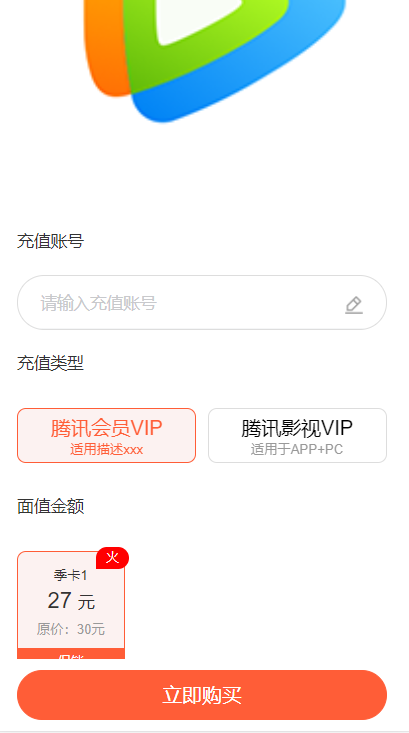 充值账号
请输入充值账号
充值类型
腾讯会员VIP
适用描述xxx
腾讯影视VIP
适用于APP+PC
面值金额
火
季卡1
27 元
原价：30元
立即购买